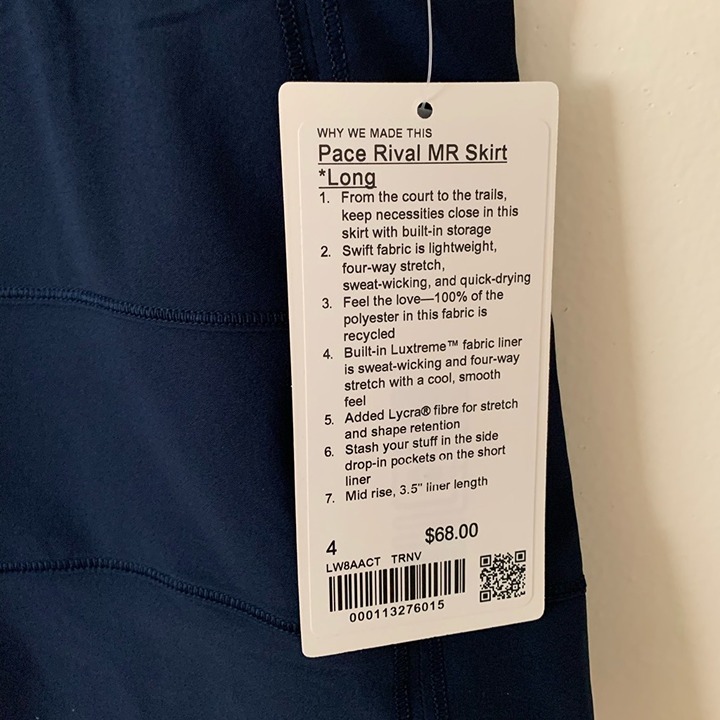 WHY WE MADE THIS
Pace Rival MR Skirt
*Long
1. From the court to the trails,
keep necessities close in this
skirt with built-in storage
2. Swift fabric is lightweight,
four-way stretch,
sweat-wicking, and quick-drying
3. Feel the love—100% of the
polyester in this fabric is
recycled
4. Built-in Luxtreme™ fabric liner
is sweat-wicking and four-way
stretch with a cool, smooth
feel
5. Added Lycra® fibre for stretch
and shape retention
6. Stash your stuff in the side
drop-in pockets on the short
liner
7. Mid rise, 3.5" liner length
4 $68.00
LW8AACT TRNV
000113276015